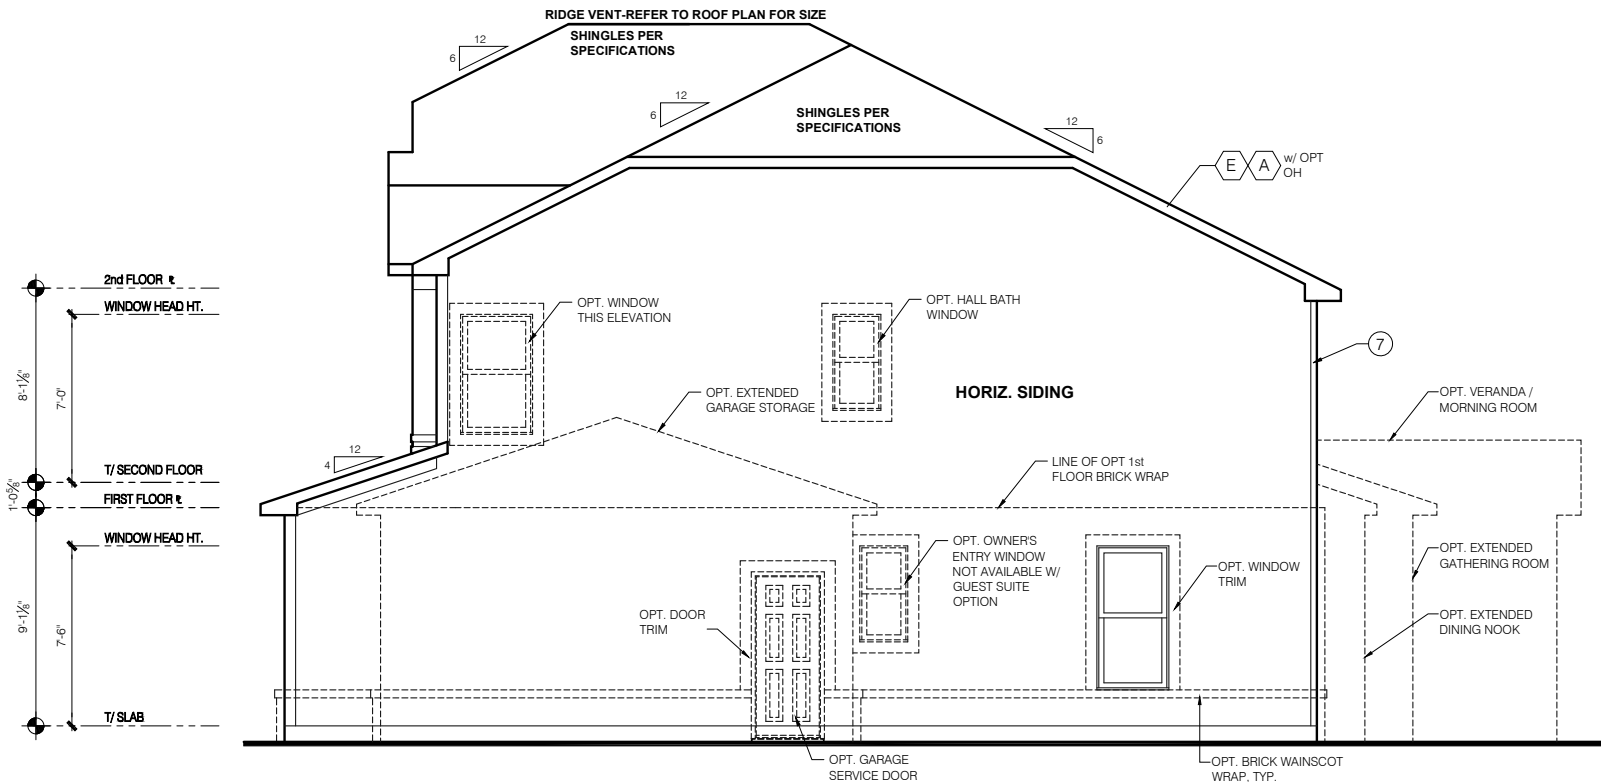 RIDGE VENT-REFER TO ROOF PLAN FOR SIZE
SHINGLES PER
SPECIFICATIONS
12
6
12
6
SHINGLES PER
SPECIFICATIONS
12
6
E A w/ OPT
OH
2nd FLOOR ℄
WINDOW HEAD HT.
OPT. WINDOW
THIS ELEVATION
OPT. HALL BATH
WINDOW
7
8'-1⅛"
7'-0"
OPT. EXTENDED
GARAGE STORAGE
HORIZ. SIDING
OPT. VERANDA /
MORNING ROOM
12
4
T/ SECOND FLOOR
1'-0⅝"
FIRST FLOOR ℄
LINE OF OPT 1st
FLOOR BRICK WRAP
WINDOW HEAD HT.
OPT. OWNER'S
ENTRY WINDOW
NOT AVAILABLE W/
GUEST SUITE
OPTION
OPT. WINDOW
TRIM
OPT. EXTENDED
GATHERING ROOM
9'-1⅛"
7'-6"
OPT. DOOR
TRIM
OPT. EXTENDED
DINING NOOK
T/ SLAB
OPT. GARAGE
SERVICE DOOR
OPT. BRICK WAINSCOT
WRAP, TYP.